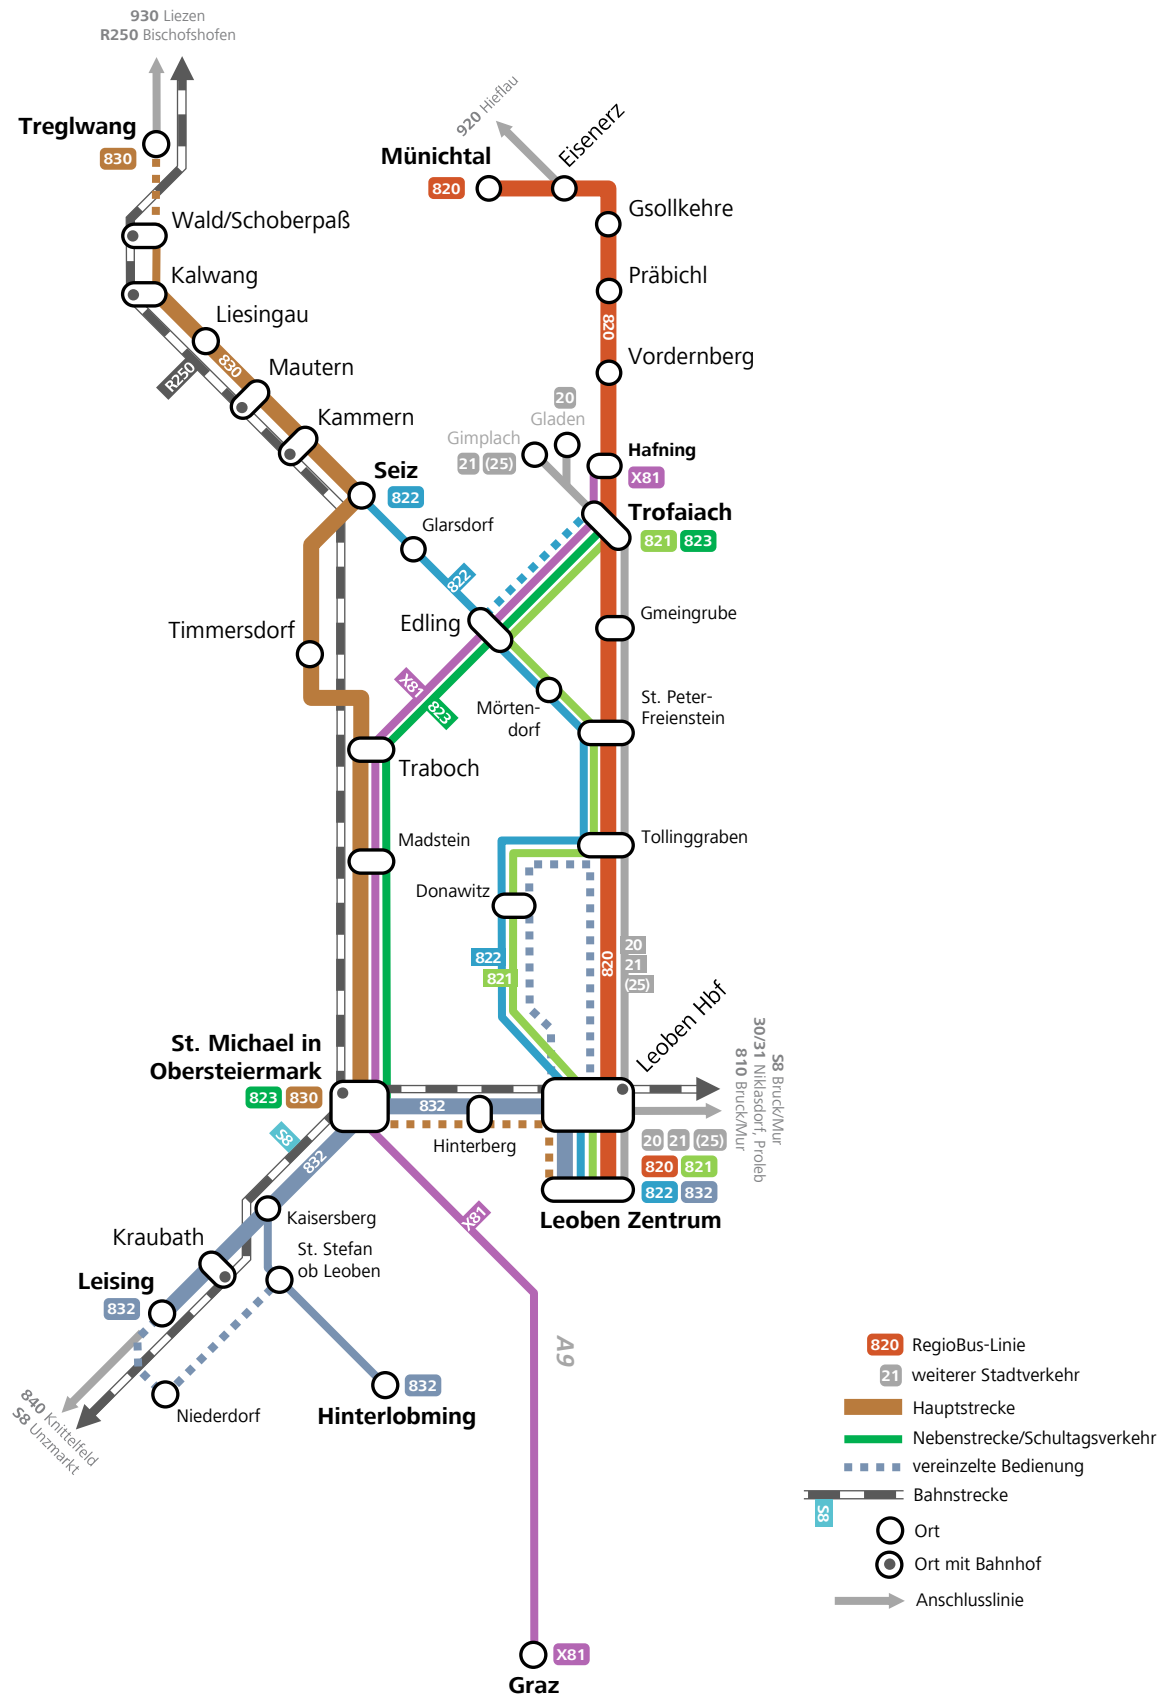 930 Liezen
R250 Bischofshofen
Treglwang
830
Wald/Schoberpaß
Kalwang
Liesingau
830
R250
Mautern
Kammern
Seiz
822
Glarsdorf
822
920 Hieflau
Eisenerz
Münichtal
820
Gsollkehre
Präbichl
820
Vordernberg
20
Gladen
Gimplach
21 (25)
Hafning
X81
Trofaiach
821 823
Edling
Timmersdorf
Gmeingrube
X81
823
Mörten-
dorf
St. Peter-
Freienstein
Traboch
Madstein
Tollinggraben
Donawitz
822
821
820
20
21
(25)
Leoben Hbf
S8 Bruck/Mur
30/31 Niklasdorf, Proleb
810 Bruck/Mur
St. Michael in
Obersteiermark
823 830
832
Hinterberg
20 21 (25)
820 821
822 832
Leoben Zentrum
S8
832
X81
Kaisersberg
Kraubath
St. Stefan
ob Leoben
Leising
832
840 Knittelfeld
S8 Unzmarkt
Niederdorf
832
Hinterlobming
A9
X81
Graz
820 RegioBus-Linie
21 weiterer Stadtverkehr
Hauptstrecke
Nebenstrecke/Schultagsverkehr
vereinzelte Bedienung
Bahnstrecke
S8
Ort
Ort mit Bahnhof
Anschlusslinie